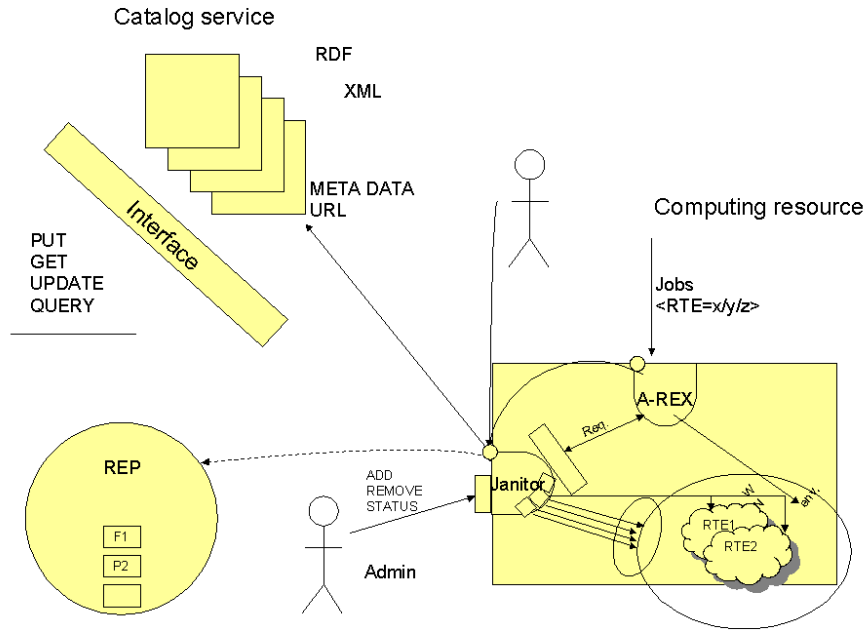 Catalog service
RDF
XML
META DATA
URL
Interface
PUT
GET
UPDATE
QUERY
Computing resource
Jobs
<RTE=x/y/z>
A-REX
Req.
REP
F1
P2
ADD
REMOVE
STATUS
Admin
Janitor
W
N
env.
RTE1
RTE2